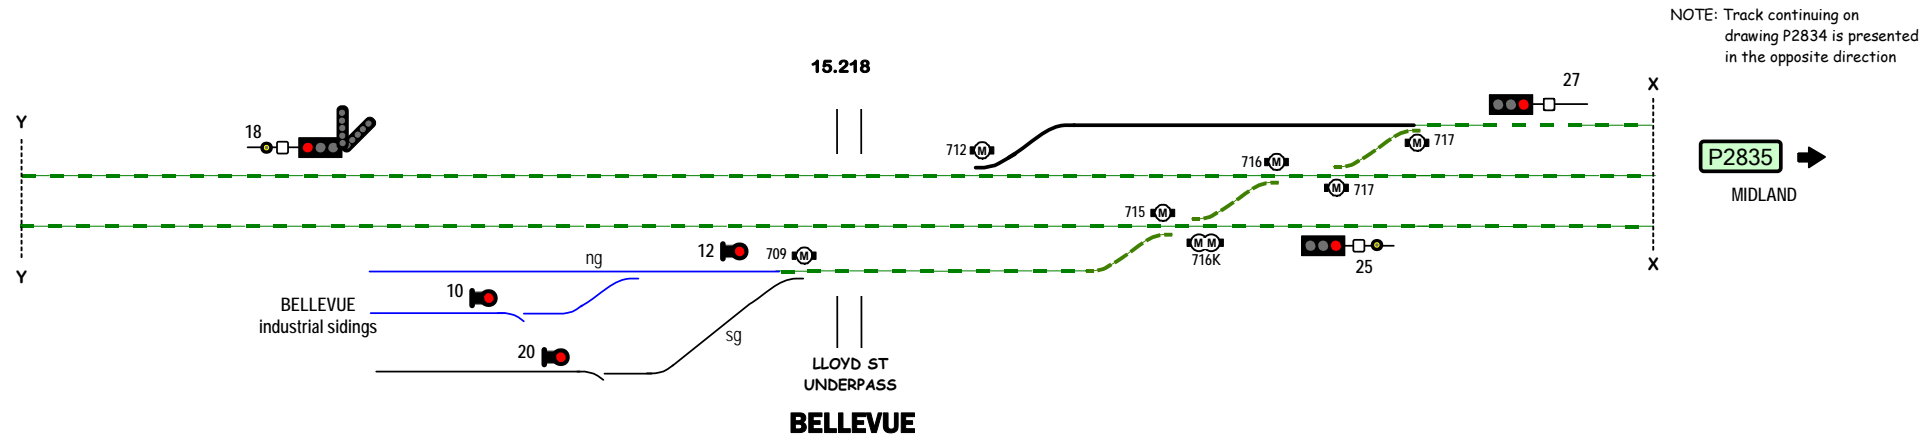 NOTE: Track continuing on
drawing P2834 is presented
in the opposite direction
15.218
27
X
Y
18
712 M
M 717
P2835
716 M
M 717
MIDLAND
715 M
12
709 M
M M
716K
25
ng
X
Y
10
BELLEVUE
industrial sidings
sg
20
LLOYD ST
UNDERPASS
BELLEVUE